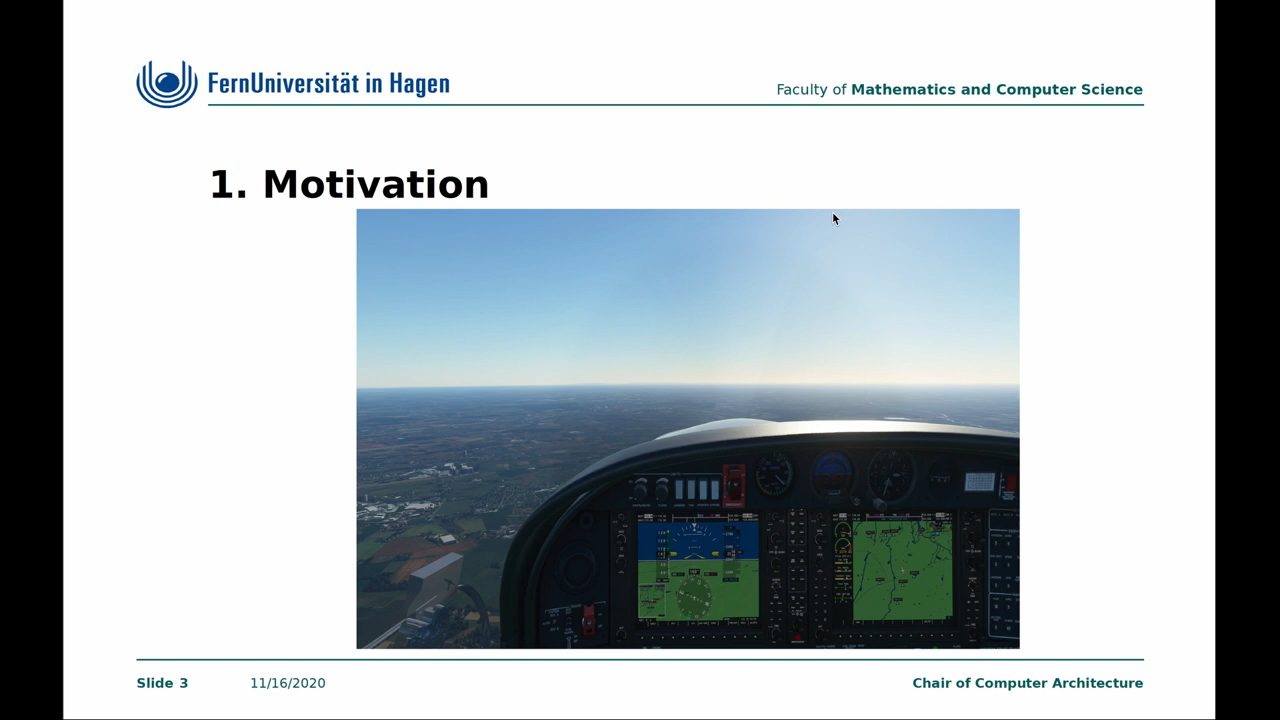 FernUniversität in Hagen
Faculty of Mathematics and Computer Science
1. Motivation
Slide 3
11/16/2020
Chair of Computer Architecture